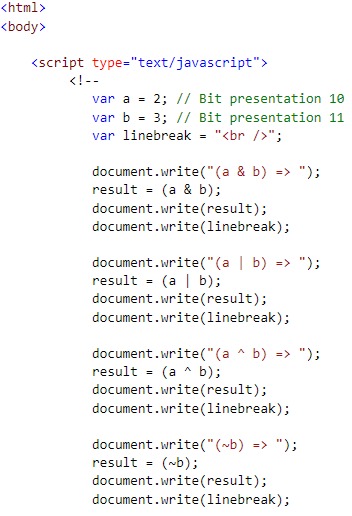 <html>
<body>
<script type="text/javascript">
<!--
var a = 2; // Bit presentation 10
var b = 3; // Bit presentation 11
var linebreak = "<br />";
document.write("(a & b) => ");
result = (a & b);
document.write(result);
document.write(linebreak);
document.write("(a | b) => ");
result = (a | b);
document.write(result);
document.write(linebreak);
document.write("(a ^ b) => ");
result = (a ^ b);
document.write(result);
document.write(linebreak);
document.write("(~b) => ");
result = (~b);
document.write(result);
document.write(linebreak);